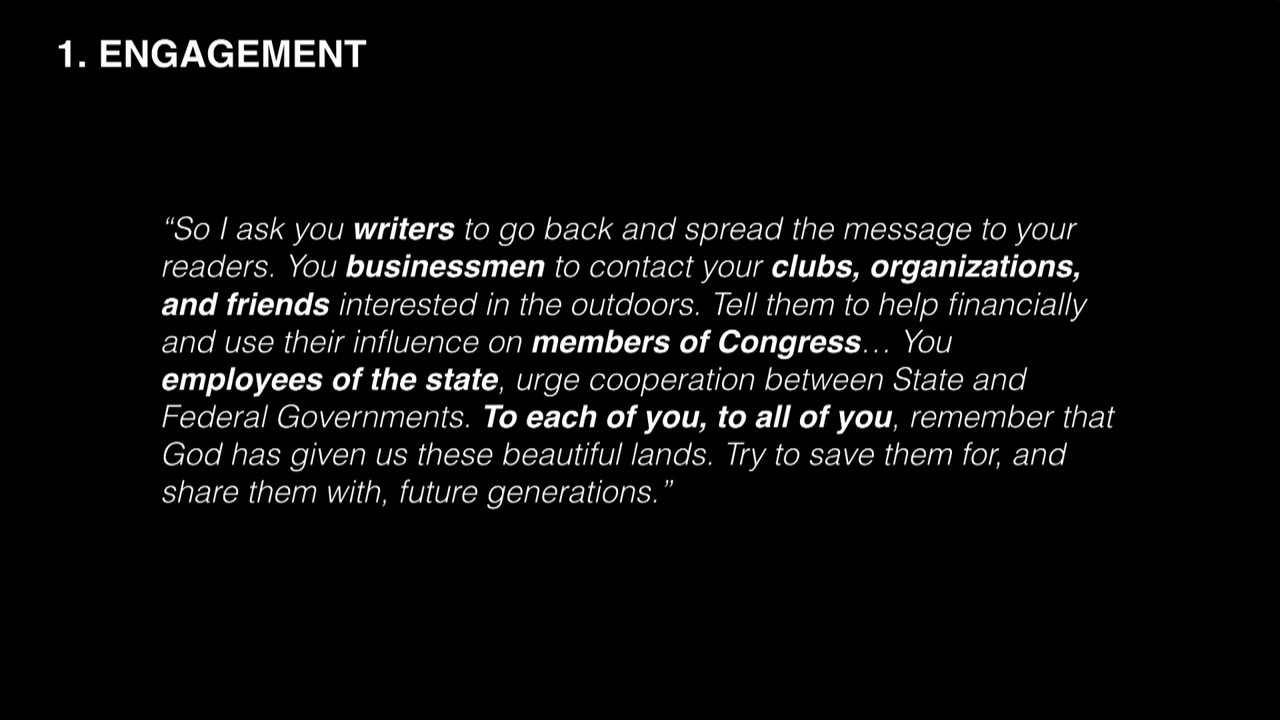 1. ENGAGEMENT
“So I ask you writers to go back and spread the message to your
readers. You businessmen to contact your clubs, organizations,
and friends interested in the outdoors. Tell them to help financially
and use their influence on members of Congress… You
employees of the state, urge cooperation between State and
Federal Governments. To each of you, to all of you, remember that
God has given us these beautiful lands. Try to save them for, and
share them with, future generations.”